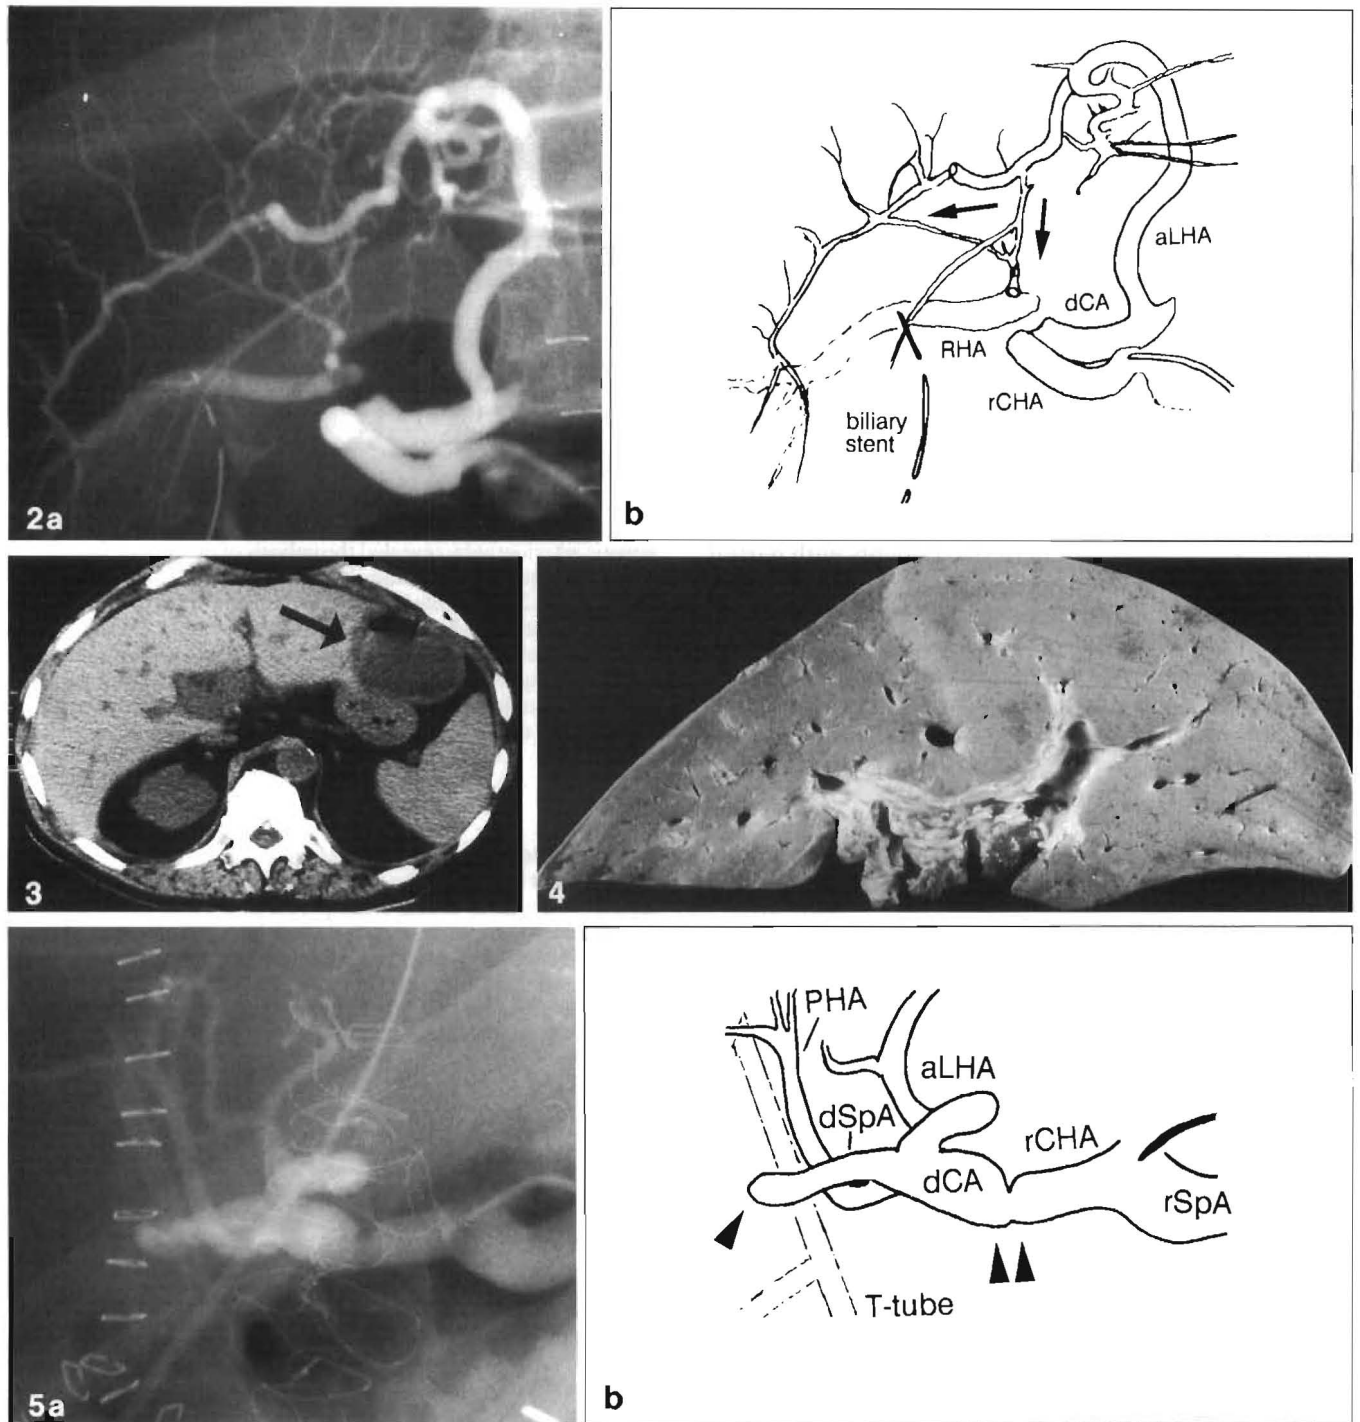 2a
b
aLHA
dCA
RHA
rCHA
biliary
stent
3
4
5a
b
PHA
aLHA
dSpA
rCHA
dCA
rSpA
T-tube